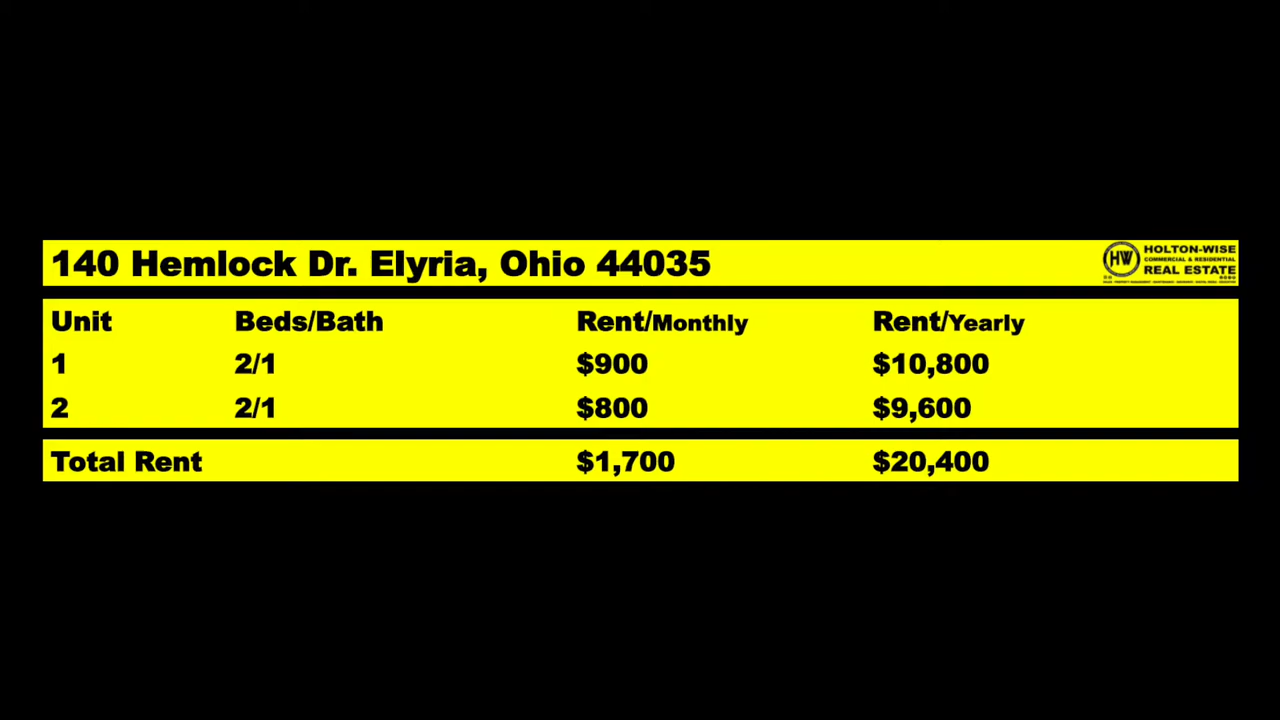 140 Hemlock Dr. Elyria, Ohio 44035
HW
HOLTON-WISE
COMMERCIAL & RESIDENTIAL
REAL ESTATE
Unit Beds/Bath Rent/Monthly Rent/Yearly
1 2/1 $900 $10,800
2 2/1 $800 $9,600
Total Rent $1,700 $20,400